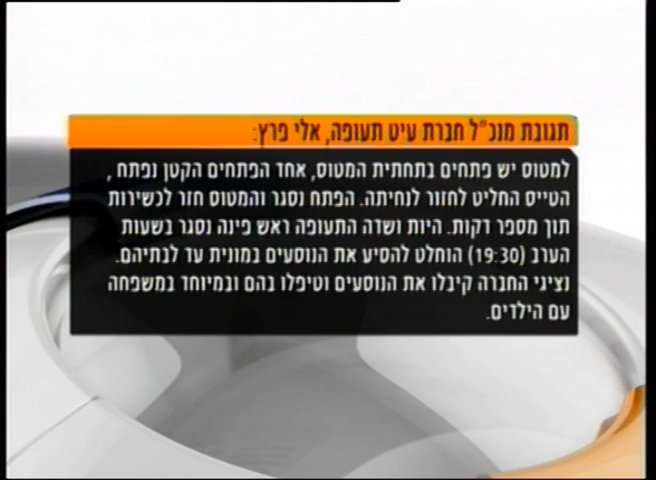 תגובת מנכ"ל חברת עיט תעופה, אלי פרץ:
למטוס יש פתחים בתחתית המטוס, אחד הפתחים הקטן נפתח,
הטייס החליט לחזור לנחיתה. הפתח נסגר והמטוס חזר לכשירות
תוך מספר דקות. היות ושדה התעופה ראש פינה נסגר בשעות
הערב (19:30) הוחלט להסיע את הנוסעים במונית עד לבתיהם.
נציגי החברה קיבלו את הנוסעים וטיפלו בהם ובמיוחד במשפחה
עם הילדים.